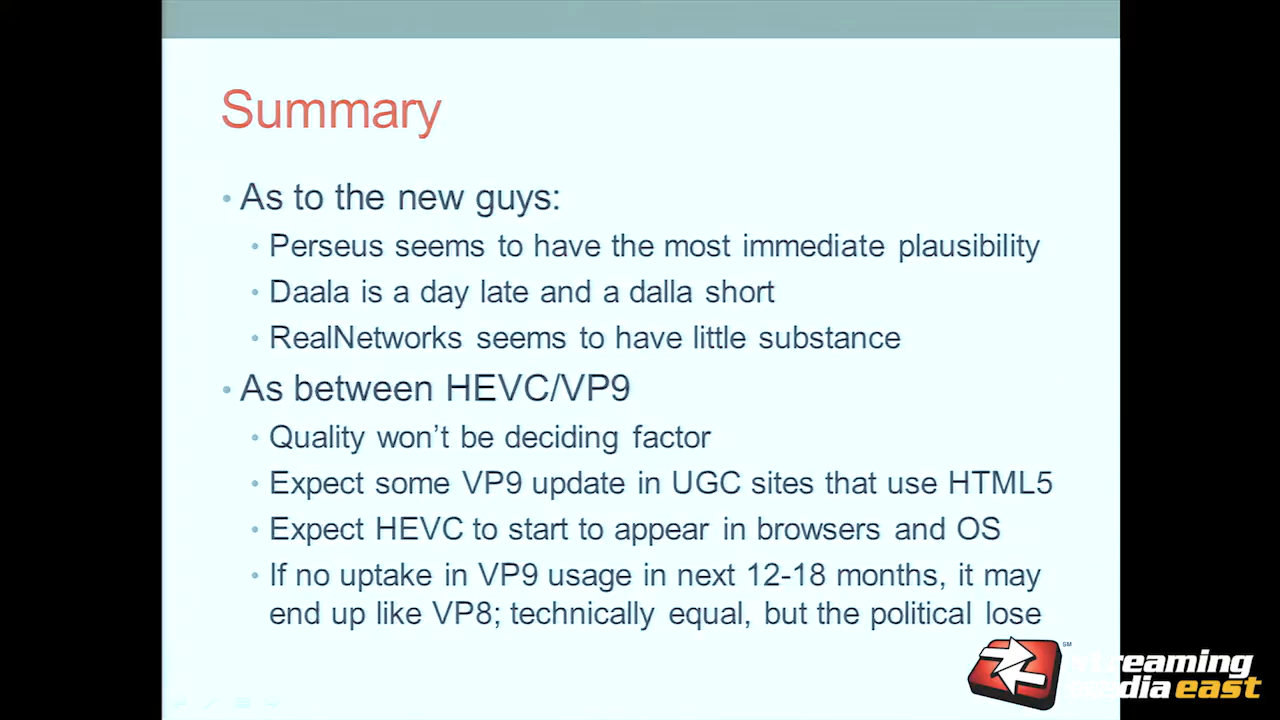 Summary
• As to the new guys:
• Perseus seems to have the most immediate plausibility
• Daala is a day late and a dalla short
• RealNetworks seems to have little substance
• As between HEVC/VP9
• Quality won't be deciding factor
• Expect some VP9 update in UGC sites that use HTML5
• Expect HEVC to start to appear in browsers and OS
• If no uptake in VP9 usage in next 12-18 months, it may
end up like VP8; technically equal, but the political lose
SM
streaming
media east